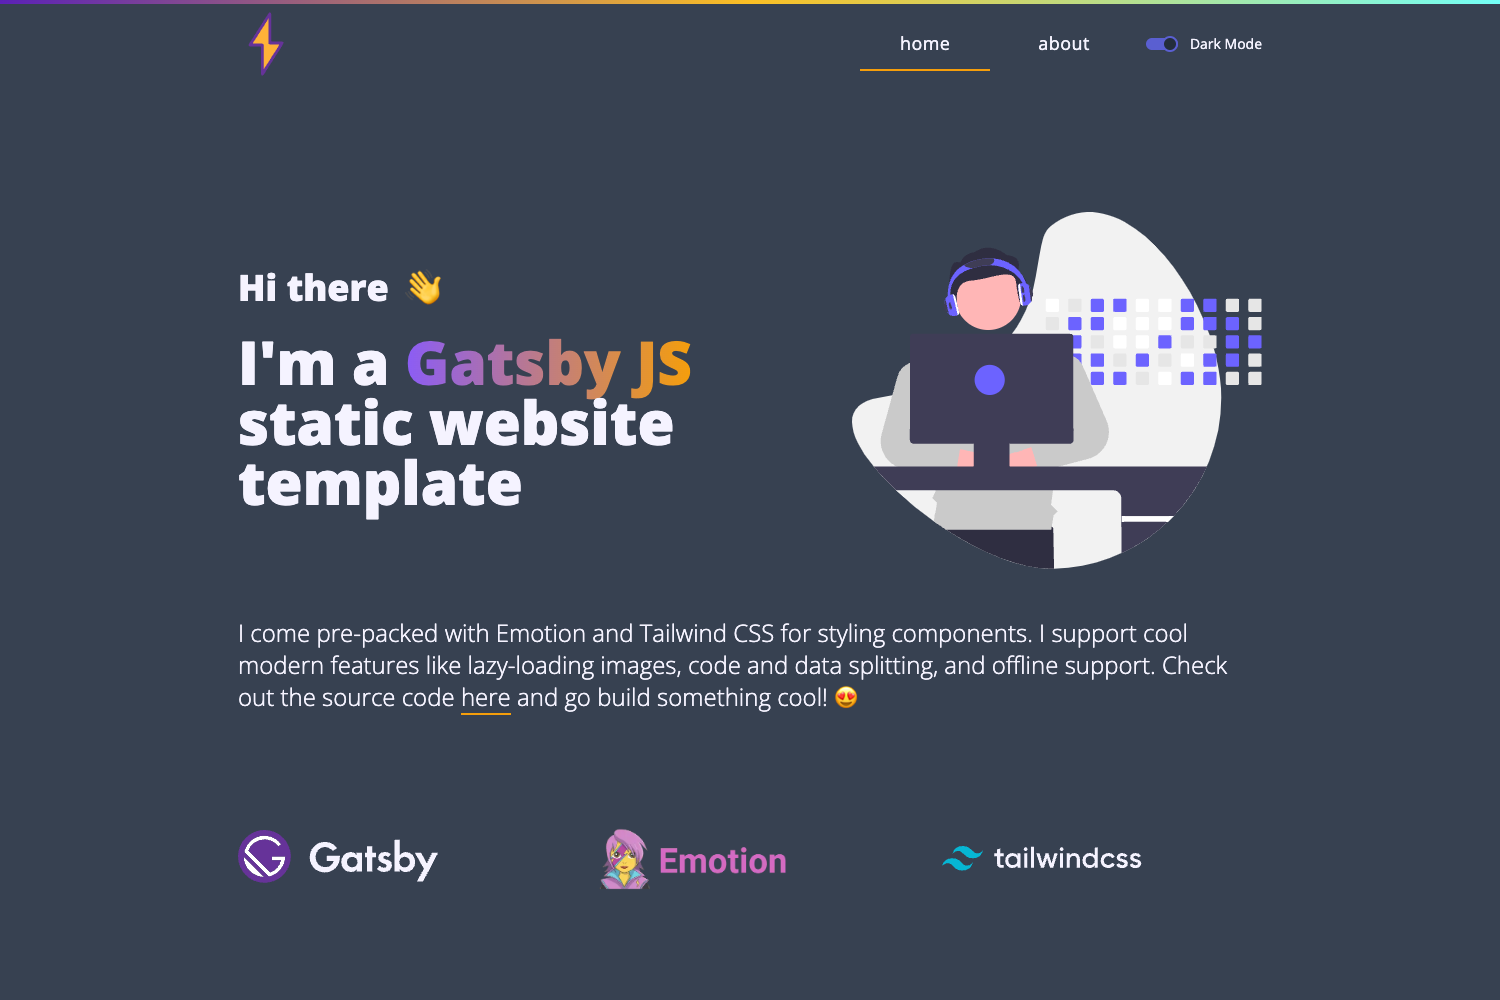 home about Dark Mode
Hi there 👋
I'm a Gatsby JS
static website
template
I come pre-packed with Emotion and Tailwind CSS for styling components. I support cool
modern features like lazy-loading images, code and data splitting, and offline support. Check
out the source code here and go build something cool! 😍
Gatsby Emotion tailwindcss